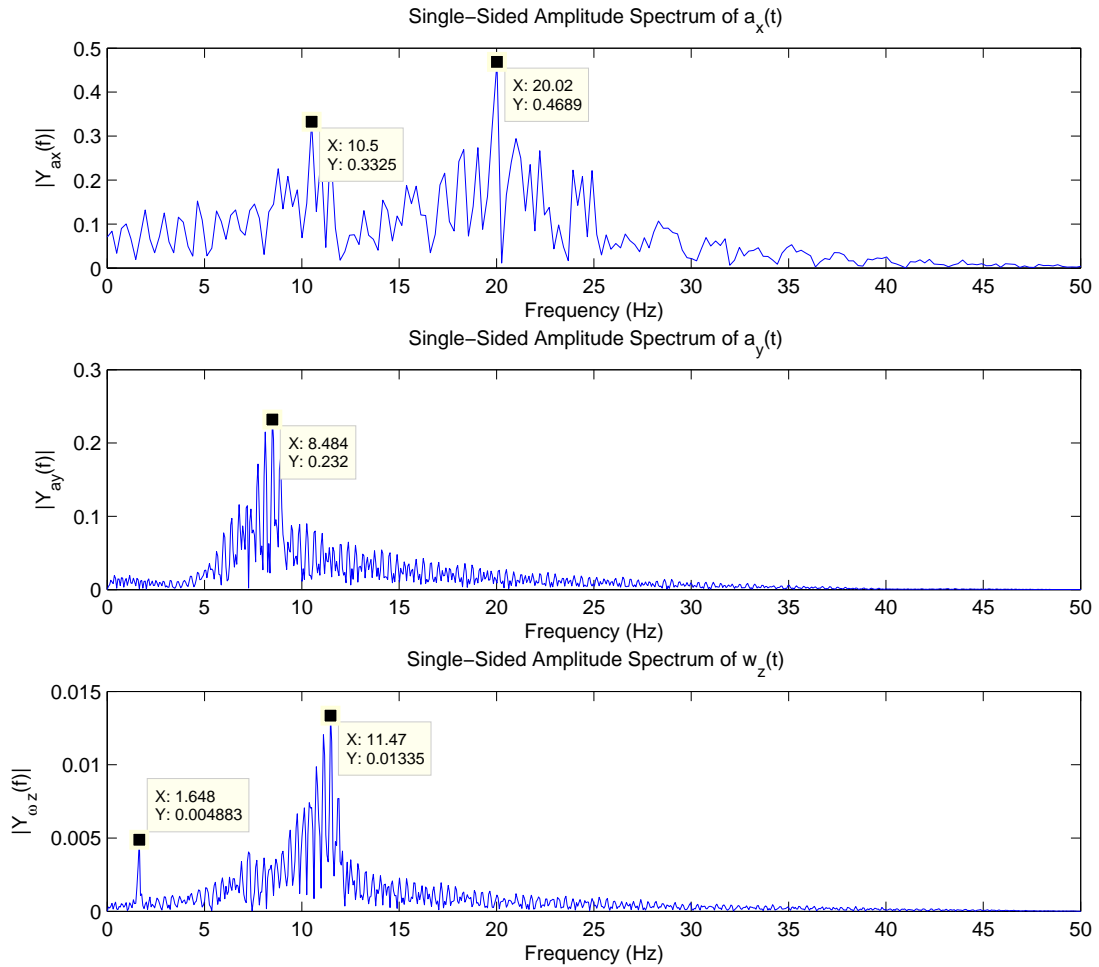 Single−Sided Amplitude Spectrum of a_x(t)
|Y_ax(f)|
0.5
0.4
0.3
0.2
0.1
0
X: 20.02
Y: 0.4689
X: 10.5
Y: 0.3325
0 5 10 15 20 25 30 35 40 45 50
Frequency (Hz)
Single−Sided Amplitude Spectrum of a_y(t)
|Y_ay(f)|
0.3
0.2
0.1
0
X: 8.484
Y: 0.232
0 5 10 15 20 25 30 35 40 45 50
Frequency (Hz)
Single−Sided Amplitude Spectrum of w_z(t)
|Y_ω z(f)|
0.015
0.01
0.005
0
X: 11.47
Y: 0.01335
X: 1.648
Y: 0.004883
0 5 10 15 20 25 30 35 40 45 50
Frequency (Hz)